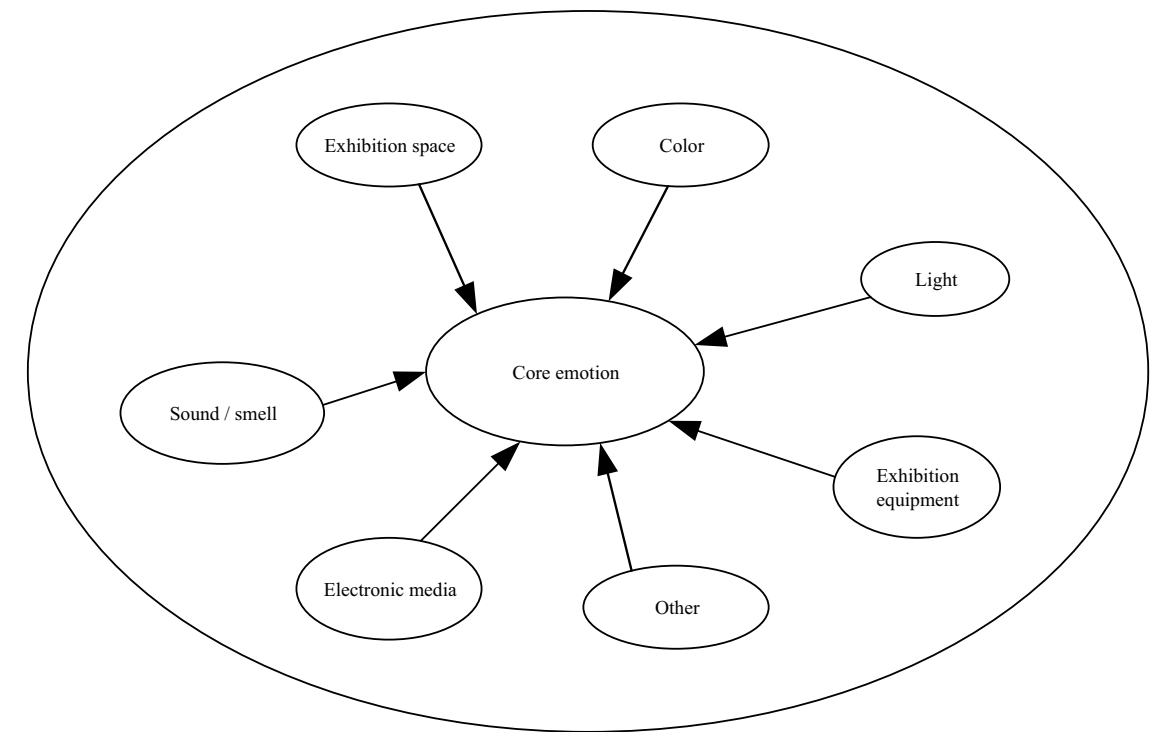 Exhibition space
Color
Light
Core emotion
Sound / smell
Exhibition
equipment
Electronic media
Other